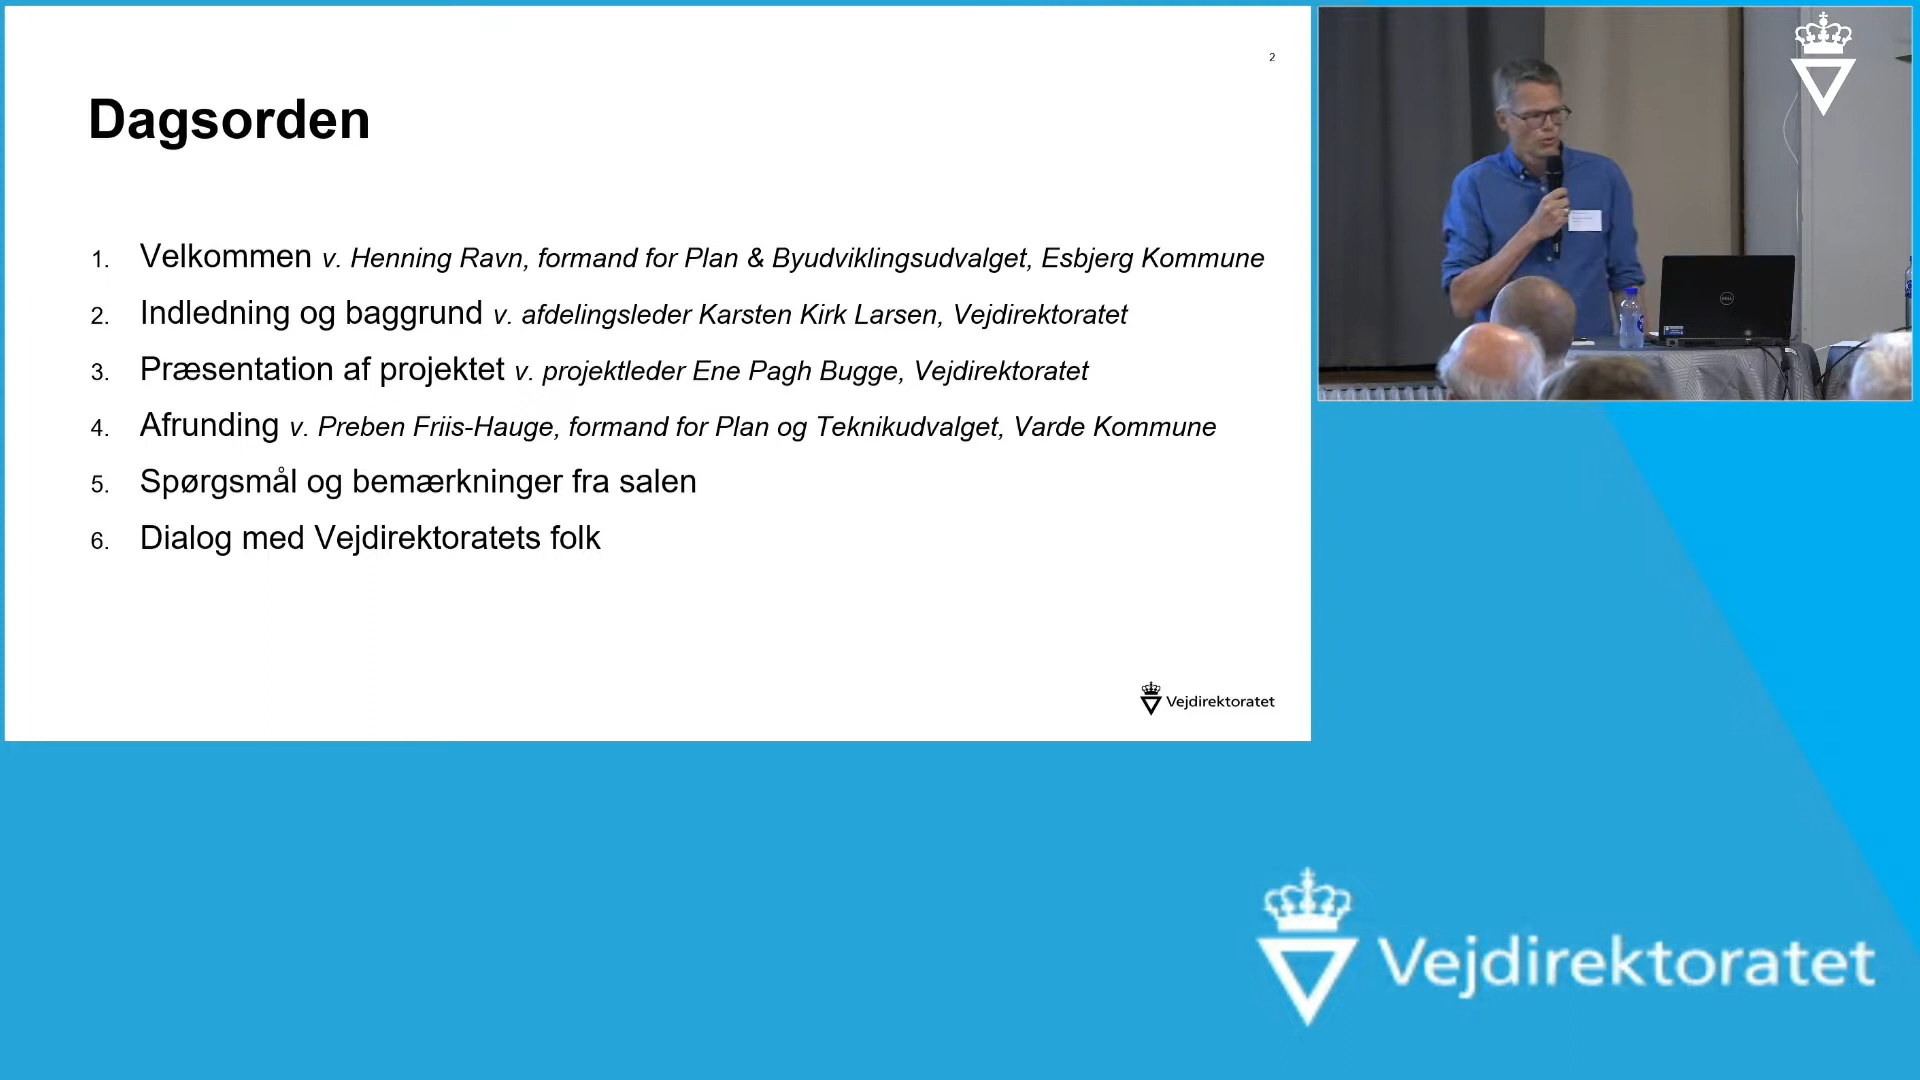 2
Dagsorden
1. Velkommen v. Henning Ravn, formand for Plan & Byudviklingsudvalget, Esbjerg Kommune
2. Indledning og baggrund v. afdelingsleder Karsten Kirk Larsen, Vejdirektoratet
3. Præsentation af projektet v. projektleder Ene Pagh Bugge, Vejdirektoratet
4. Afrunding v. Preben Friis-Hauge, formand for Plan og Teknikudvalget, Varde Kommune
5. Spørgsmål og bemærkninger fra salen
6. Dialog med Vejdirektoratets folk
Vejdirektoratet
DELL
Vejdirektoratet